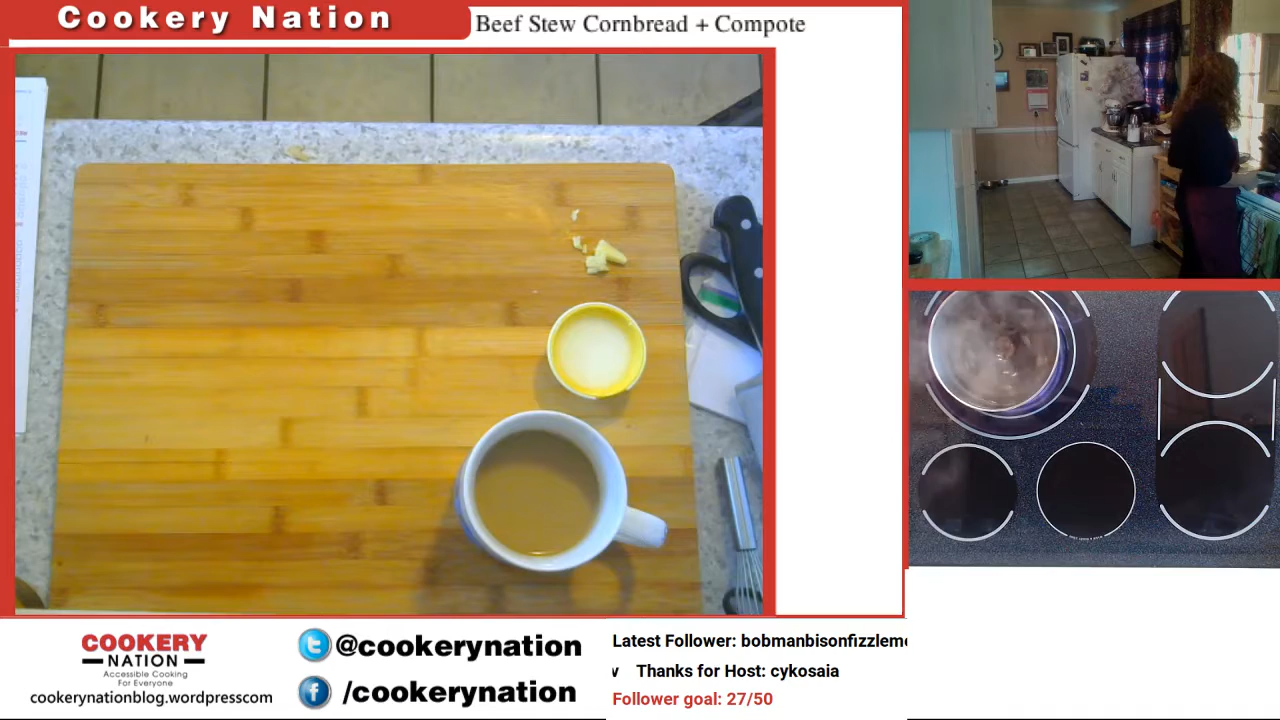 Cookery Nation
Beef Stew Cornbread + Compote
COOKERY
NATION
Accessible Cooking
For Everyone
cookerynationblog.wordpresscom
@cookerynation
/cookerynation
Latest Follower: bobmanbisonfizzleme
v Thanks for Host: cykosaia
Follower goal: 27/50